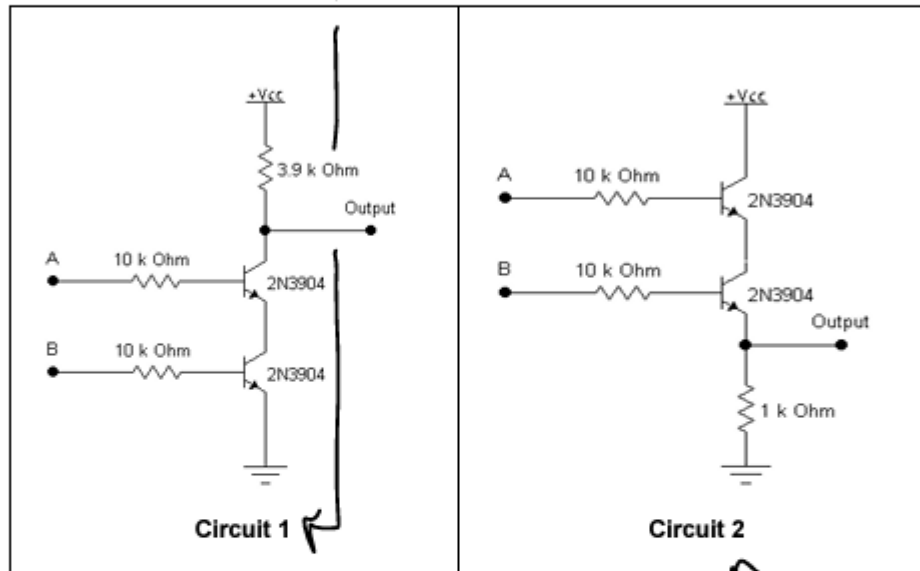 +Vcc
3.9 k Ohm
Output
A
10 k Ohm
2N3904
B
10 k Ohm
2N3904
Circuit 1
+Vcc
A
10 k Ohm
2N3904
B
10 k Ohm
2N3904
Output
1 k Ohm
Circuit 2